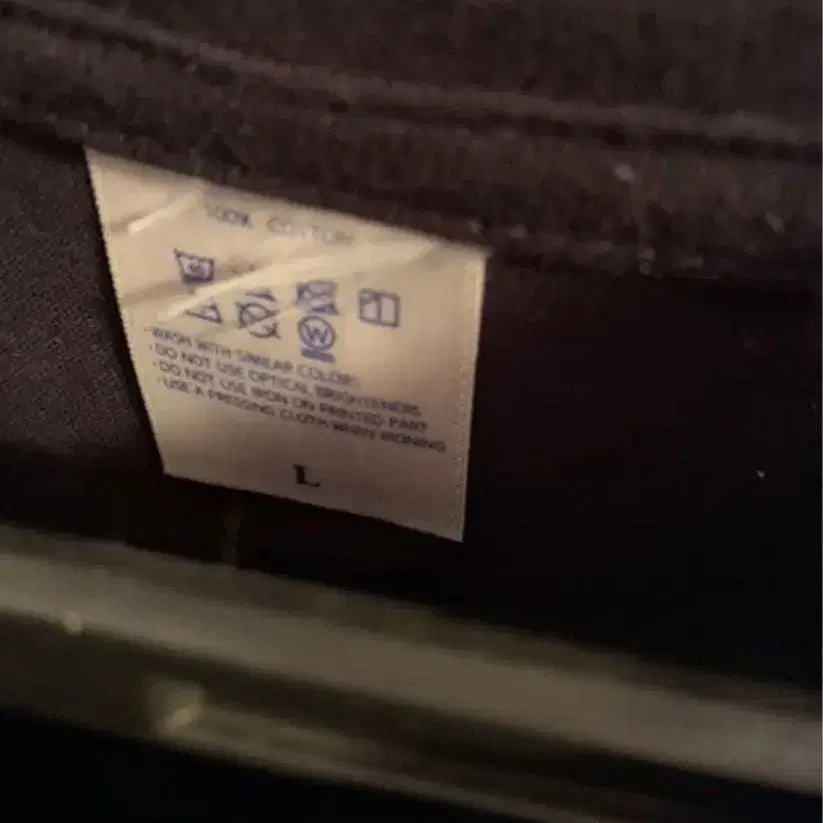 100% COTTON
W
·WASH WITH SIMILAR COLORS
·DO NOT USE OPTICAL BRIGHTENERS
·DO NOT USE IRON ON PRINTED PART
·USE A PRESSING CLOTH WHEN IRONING
L